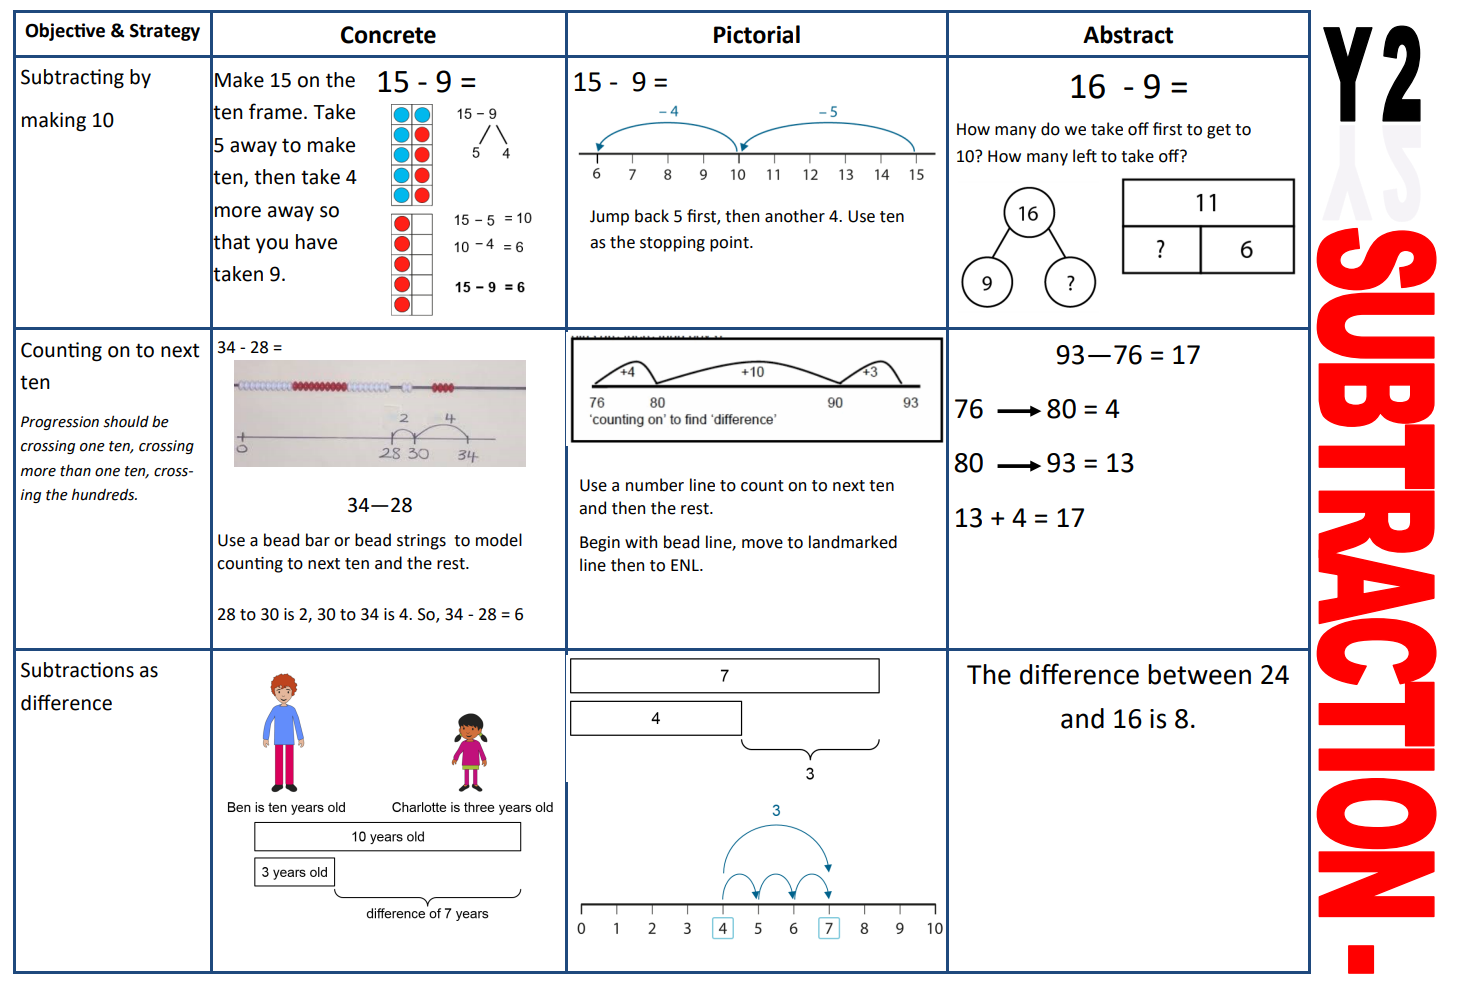 Objective & Strategy
Concrete
Pictorial
Abstract
Subtracting by
making 10
Make 15 on the
ten frame. Take
5 away to make
ten, then take 4
more away so
that you have
taken 9.
15 - 9 =
15 – 9
5 4
15 – 5 = 10
10 – 4 = 6
15 – 9 = 6
15 - 9 =
– 4
– 5
6 7 8 9 10 11 12 13 14 15
Jump back 5 first, then another 4. Use ten
as the stopping point.
16 - 9 =
How many do we take off first to get to
10? How many left to take off?
16
9 ?
11
? 6
Counting on to next
ten
Progression should be
crossing one ten, crossing
more than one ten, cross-
ing the hundreds.
34 - 28 =
2 4
0 28 30 34
34—28
Use a bead bar or bead strings to model
counting to next ten and the rest.
28 to 30 is 2, 30 to 34 is 4. So, 34 - 28 = 6
+4 +10 +3
76 80 90 93
'counting on' to find 'difference'
Use a number line to count on to next ten
and then the rest.
Begin with bead line, move to landmarked
line then to ENL.
93—76 = 17
76 → 80 = 4
80 → 93 = 13
13 + 4 = 17
Subtractions as
difference
Ben is ten years old
Charlotte is three years old
10 years old
3 years old
difference of 7 years
7
4
3
3
0 1 2 3 4 5 6 7 8 9 10
The difference between 24
and 16 is 8.
Y2
SUBTRACTION -